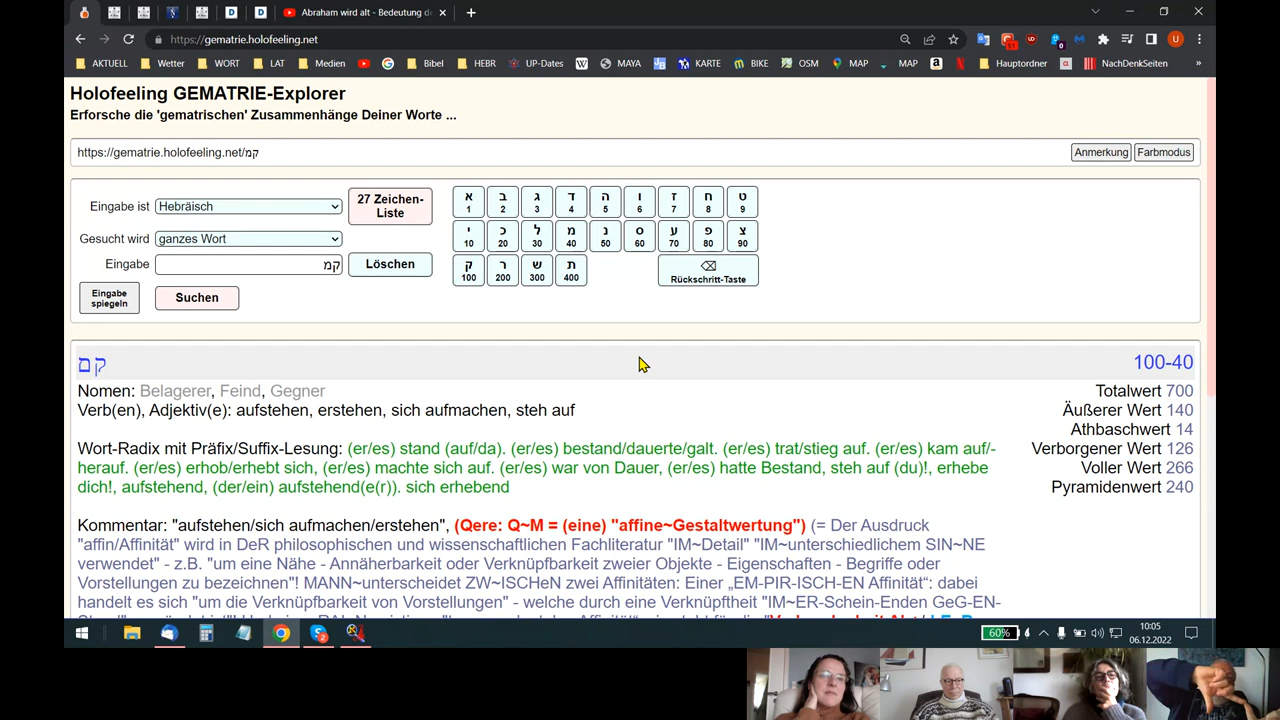 Abraham wird alt - Bedeutung de
https://gematrie.holofeeling.net
AKTUELL Wetter WORT LAT Medien Bibel HEBR UP-Dates MAYA KARTE BIKE OSM MAP MAP Hauptordner NachDenkSeiten »
Holofeeling GEMATRIE-Explorer
Erforsche die 'gematrischen' Zusammenhänge Deiner Worte ...
https://gematrie.holofeeling.net/קמ Anmerkung Farbmodus
Eingabe ist Hebräisch 27 Zeichen-Liste
Gesucht wird ganzes Wort
Eingabe קמ Löschen
Eingabe spiegeln Suchen
א ב ג ד ה ו ז ח ט
1 2 3 4 5 6 7 8 9
י כ ל מ נ ס ע פ צ
10 20 30 40 50 60 70 80 90
ק ר ש ת ⌫
100 200 300 400 Rückschritt-Taste
קם 100-40
Nomen: Belagerer, Feind, Gegner
Verb(en), Adjektiv(e): aufstehen, erstehen, sich aufmachen, steh auf
Totalwert 700
Äußerer Wert 140
Athbaschwert 14
Verborgener Wert 126
Voller Wert 266
Pyramidenwert 240
Wort-Radix mit Präfix/Suffix-Lesung: (er/es) stand (auf/da). (er/es) bestand/dauerte/galt. (er/es) trat/stieg auf. (er/es) kam auf/-
herauf. (er/es) erhob/erhebt sich, (er/es) machte sich auf. (er/es) war von Dauer, (er/es) hatte Bestand, steh auf (du)!, erhebe
dich!, aufstehend, (der/ein) aufstehend(e(r)). sich erhebend
Kommentar: "aufstehen/sich aufmachen/erstehen", (Qere: Q~M = (eine) "affine~Gestaltwertung") (= Der Ausdruck
"affin/Affinität" wird in DeR philosophischen und wissenschaftlichen Fachliteratur "IM~Detail" "IM~unterschiedlichem SIN~NE
verwendet" - z.B. "um eine Nähe - Annäherbarkeit oder Verknüpfbarkeit zweier Objekte - Eigenschaften - Begriffe oder
Vorstellungen zu bezeichnen"! MANN~unterscheidet ZW~ISCHeN zwei Affinitäten: Einer „EM-PIR-ISCH-EN Affinität“: dabei
handelt es sich "um die Verknüpfbarkeit von Vorstellungen" - welche durch eine Verknüpftheit "IM~ER-Schein-Enden GeG-EN-
60% 10:05
06.12.2022